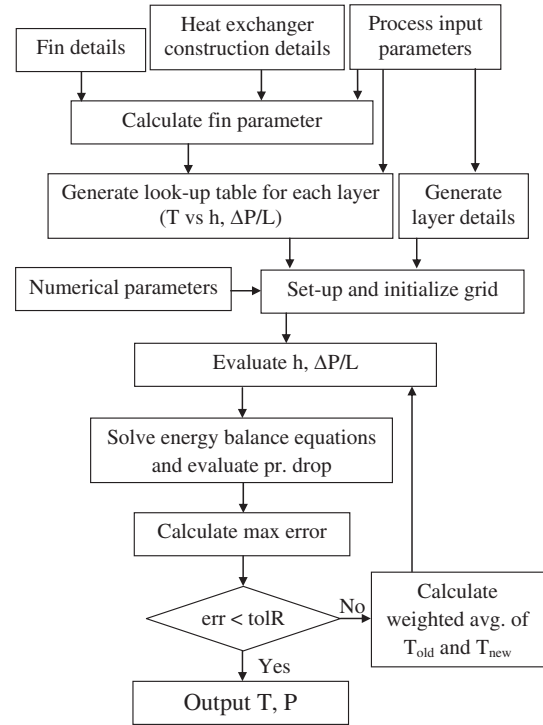 Fin details
Heat exchanger
construction details
Process input
parameters
Calculate fin parameter
Generate look-up table for each layer
(T vs h, ΔP/L)
Generate
layer details
Numerical parameters
Set-up and initialize grid
Evaluate h, ΔP/L
Solve energy balance equations
and evaluate pr. drop
Calculate max error
err < tolR
No
Calculate
weighted avg. of
Told and Tnew
Yes
Output T, P